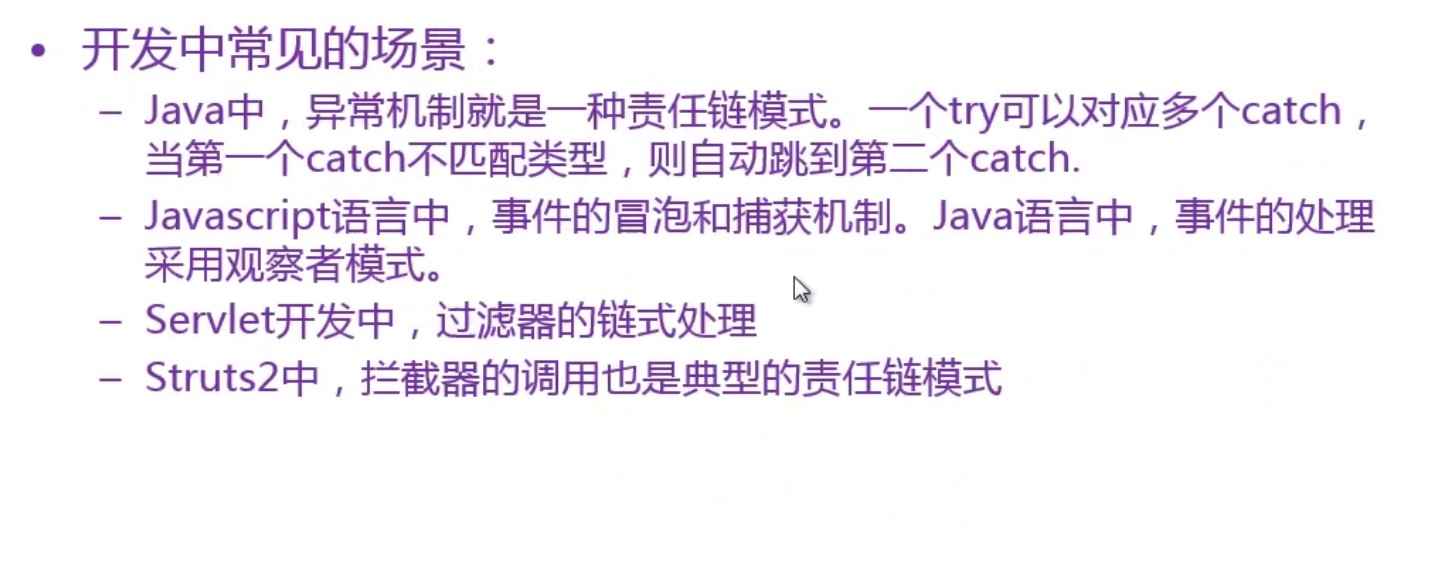 • 开发中常见的场景：
– Java中，异常机制就是一种责任链模式。一个try可以对应多个catch，
当第一个catch不匹配类型，则自动跳到第二个catch.
– Javascript语言中，事件的冒泡和捕获机制。Java语言中，事件的处理
采用观察者模式。
– Servlet开发中，过滤器的链式处理
– Struts2中，拦截器的调用也是典型的责任链模式